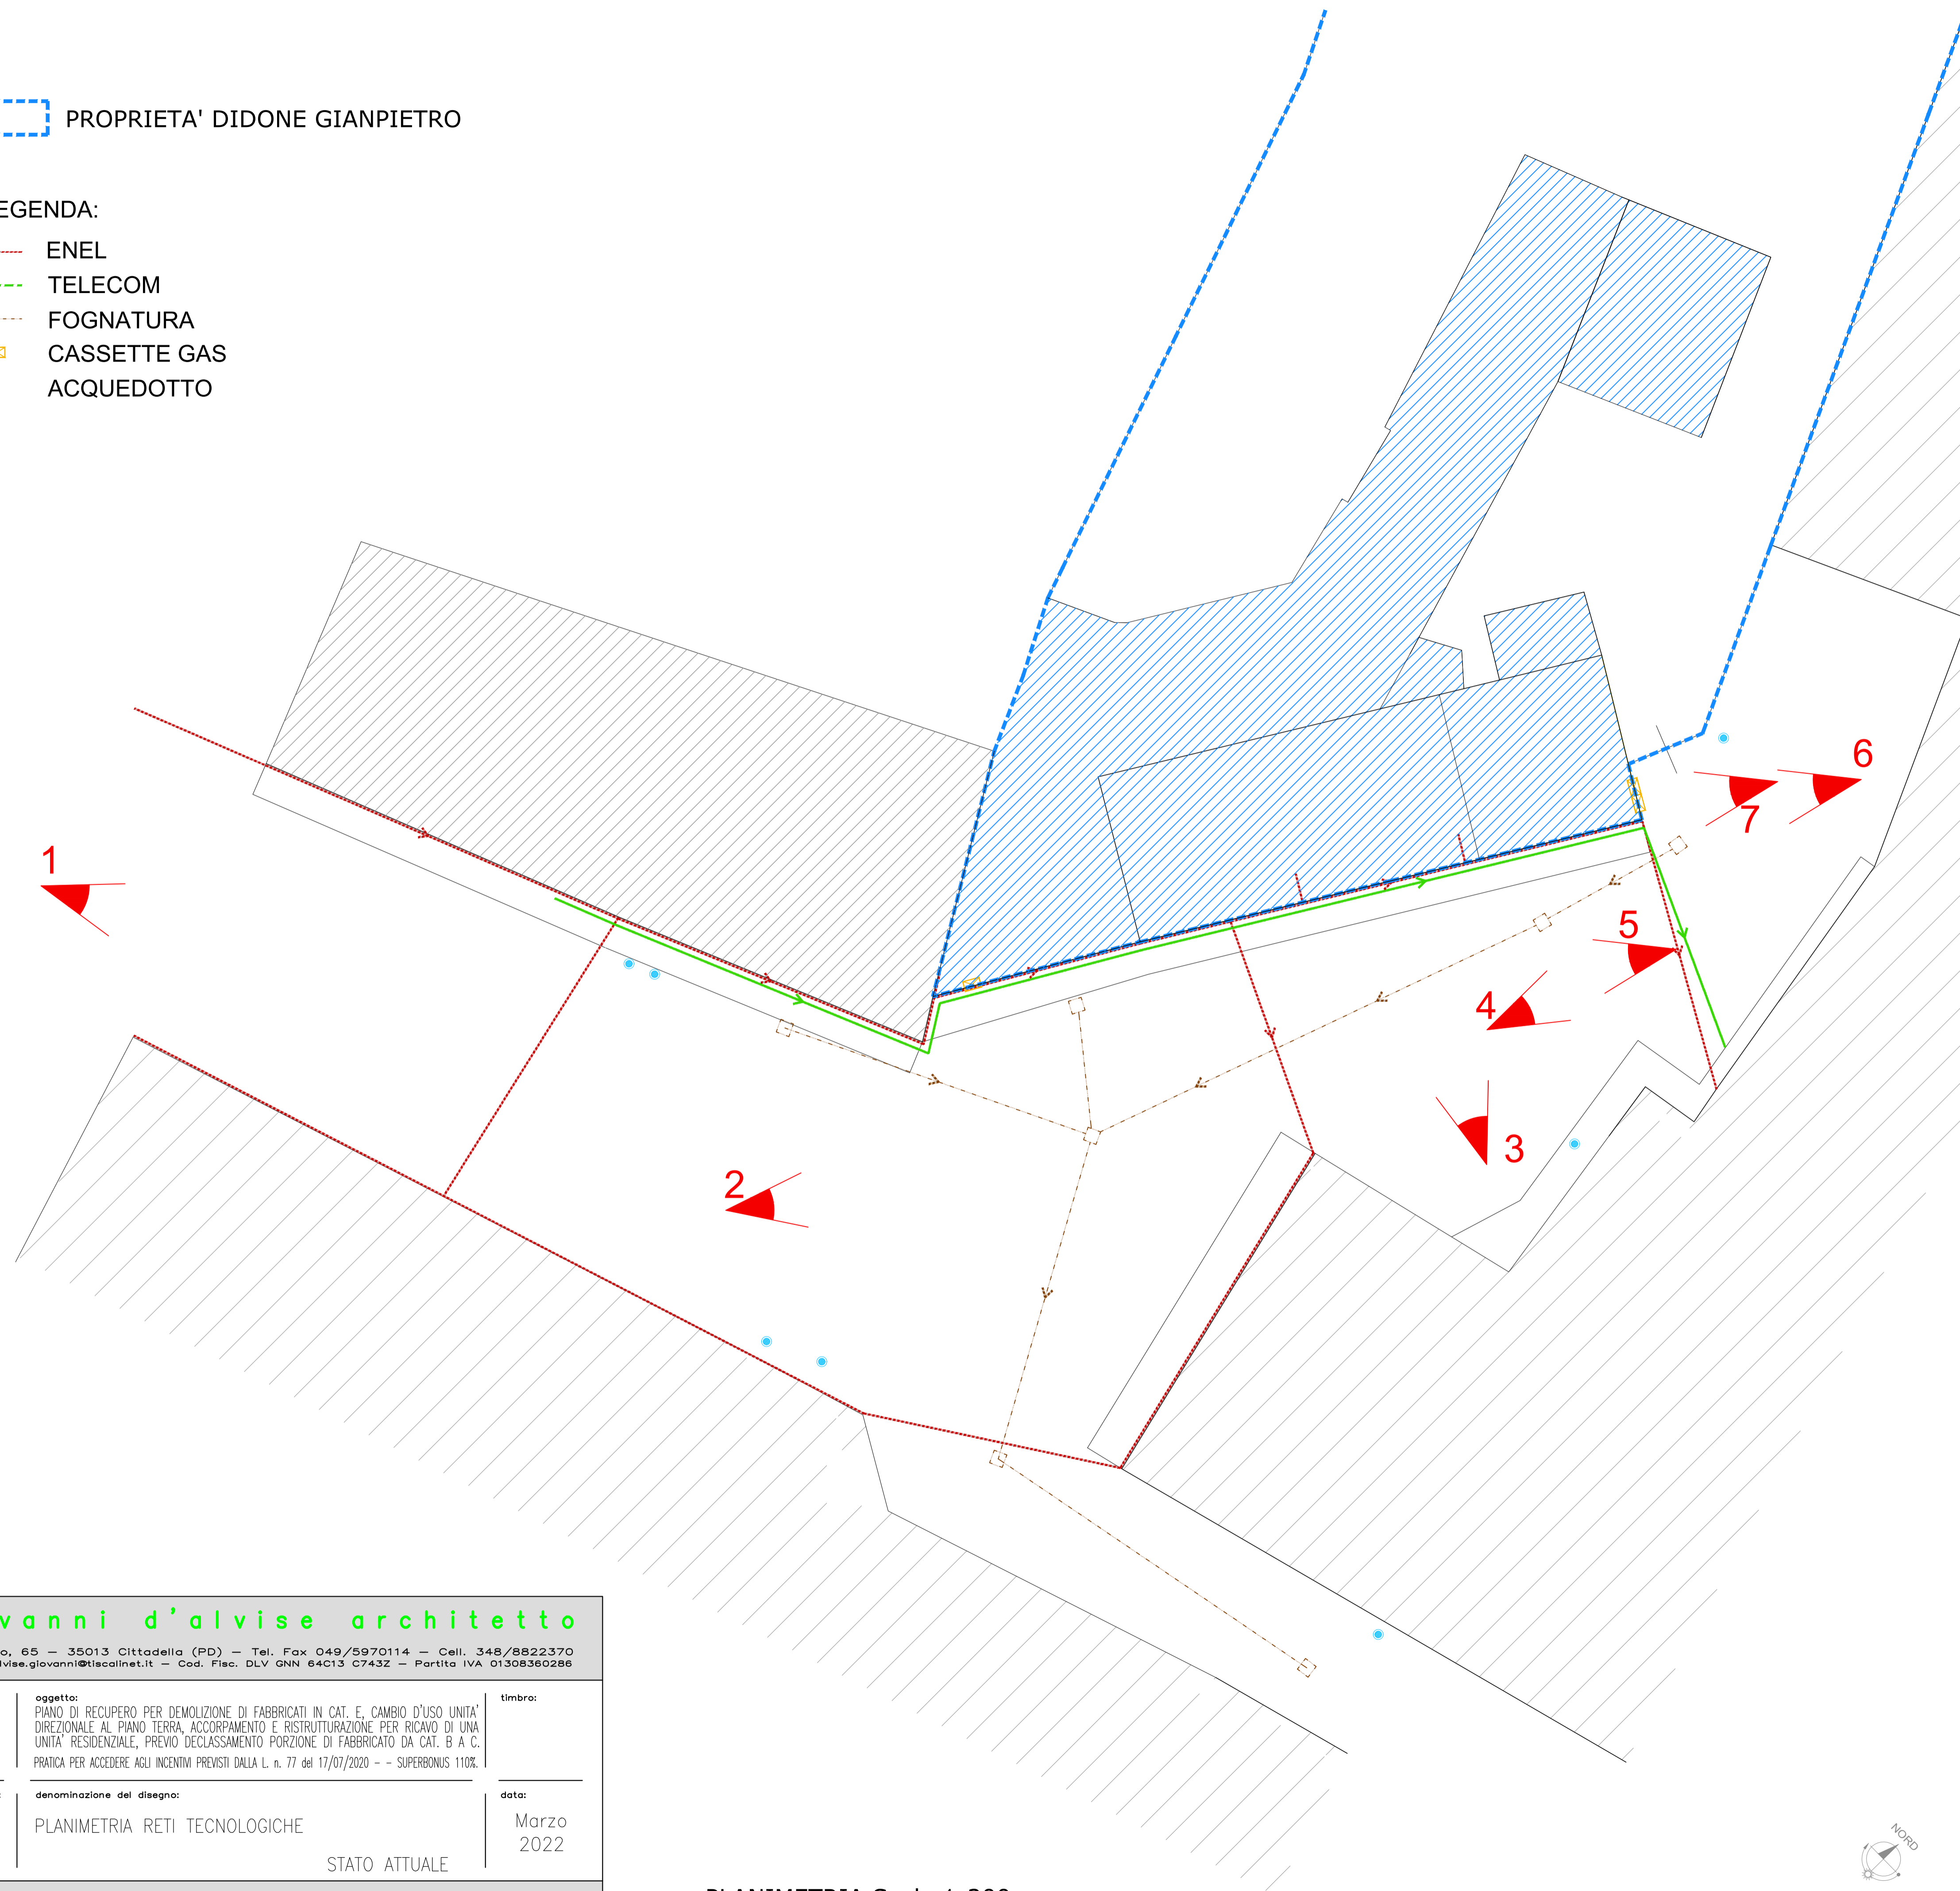 PROPRIETA' DIDONE GIANPIETRO
EGENDA:
ENEL
TELECOM
FOGNATURA
CASSETTE GAS
ACQUEDOTTO
1
2
3
4
5
6
7
vanni d'alvise architetto
o, 65 – 35013 Cittadella (PD) – Tel. Fax 049/5970114 – Cell. 348/8822370
lvise.giovanni@tiscalinet.it – Cod. Fisc. DLV GNN 64C13 C743Z – Partita IVA 01308360286
oggetto:
PIANO DI RECUPERO PER DEMOLIZIONE DI FABBRICATI IN CAT. E, CAMBIO D'USO UNITA'
DIREZIONALE AL PIANO TERRA, ACCORPAMENTO E RISTRUTTURAZIONE PER RICAVO DI UNA
UNITA' RESIDENZIALE, PREVIO DECLASSAMENTO PORZIONE DI FABBRICATO DA CAT. B A C.
PRATICA PER ACCEDERE AGLI INCENTIVI PREVISTI DALLA L. n. 77 del 17/07/2020 - - SUPERBONUS 110%.
timbro:
denominazione del disegno:
PLANIMETRIA RETI TECNOLOGICHE
STATO ATTUALE
data:
Marzo
2022
NORD